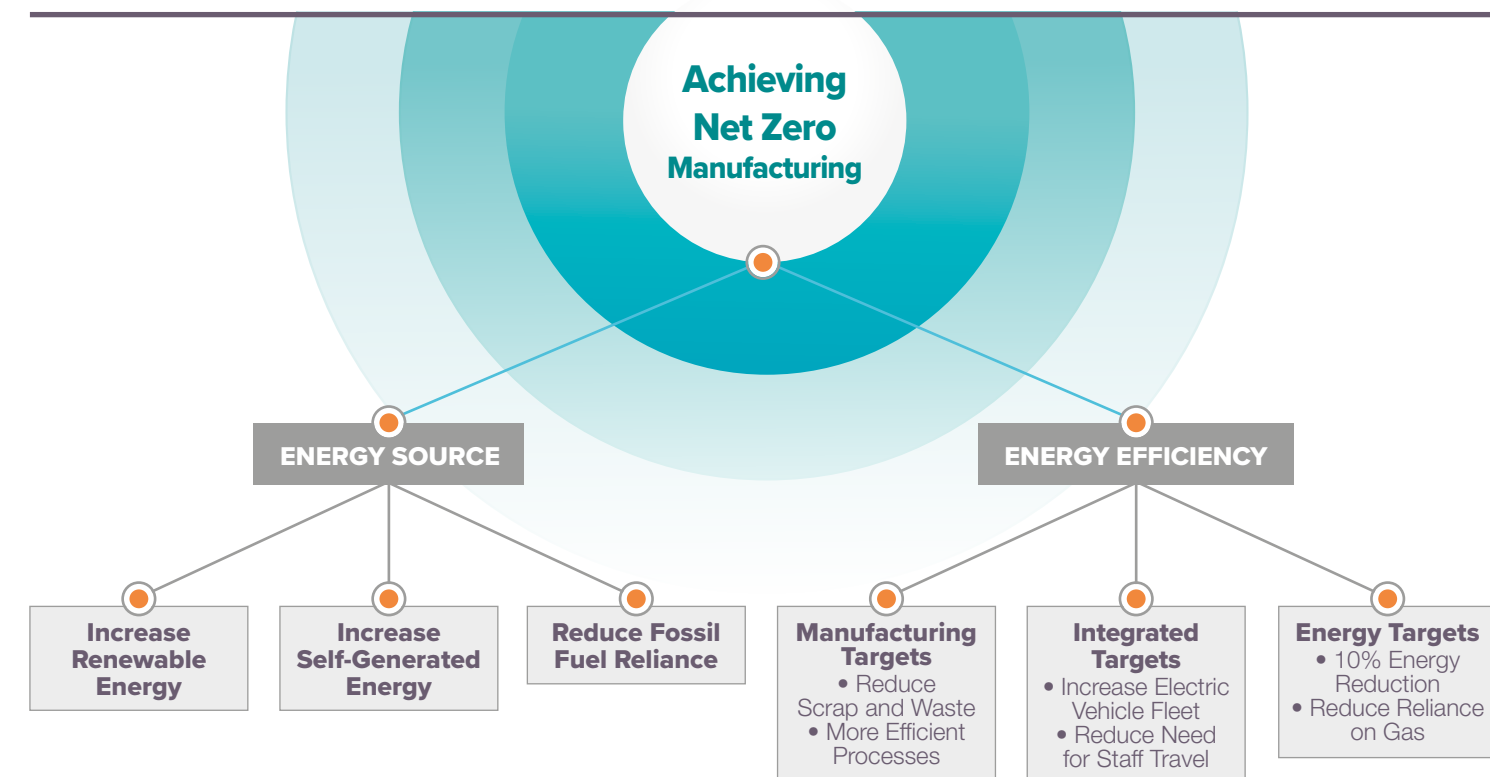 Achieving
Net Zero
Manufacturing
ENERGY SOURCE
ENERGY EFFICIENCY
Increase
Renewable
Energy
Increase
Self-Generated
Energy
Reduce Fossil
Fuel Reliance
Manufacturing
Targets
• Reduce
Scrap and Waste
• More Efficient
Processes
Integrated
Targets
• Increase Electric
Vehicle Fleet
• Reduce Need
for Staff Travel
Energy Targets
• 10% Energy
Reduction
• Reduce Reliance
on Gas